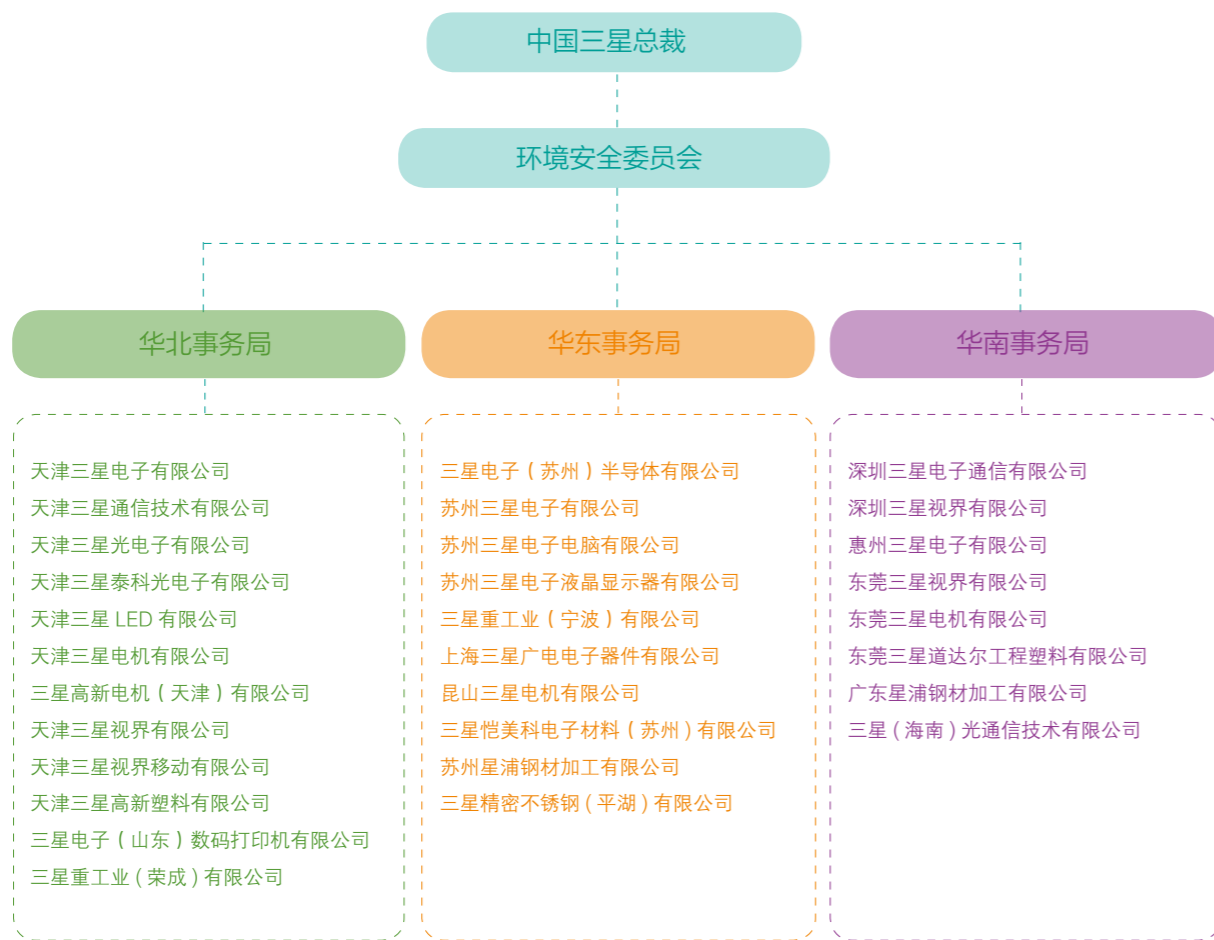 中国三星总裁
环境安全委员会
华北事务局
天津三星电子有限公司
天津三星通信技术有限公司
天津三星光电子有限公司
天津三星泰科光电子有限公司
天津三星 LED 有限公司
天津三星电机有限公司
三星高新电机（天津）有限公司
天津三星视界有限公司
天津三星视界移动有限公司
天津三星高新塑料有限公司
三星电子（山东）数码打印机有限公司
三星重工业 ( 荣成 ) 有限公司
华东事务局
三星电子（苏州）半导体有限公司
苏州三星电子有限公司
苏州三星电子电脑有限公司
苏州三星电子液晶显示器有限公司
三星重工业（宁波）有限公司
上海三星广电电子器件有限公司
昆山三星电机有限公司
三星恺美科电子材料（苏州 ) 有限公司
苏州星浦钢材加工有限公司
三星精密不锈钢 ( 平湖 ) 有限公司
华南事务局
深圳三星电子通信有限公司
深圳三星视界有限公司
惠州三星电子有限公司
东莞三星视界有限公司
东莞三星电机有限公司
东莞三星道达尔工程塑料有限公司
广东星浦钢材加工有限公司
三星 ( 海南 ) 光通信技术有限公司